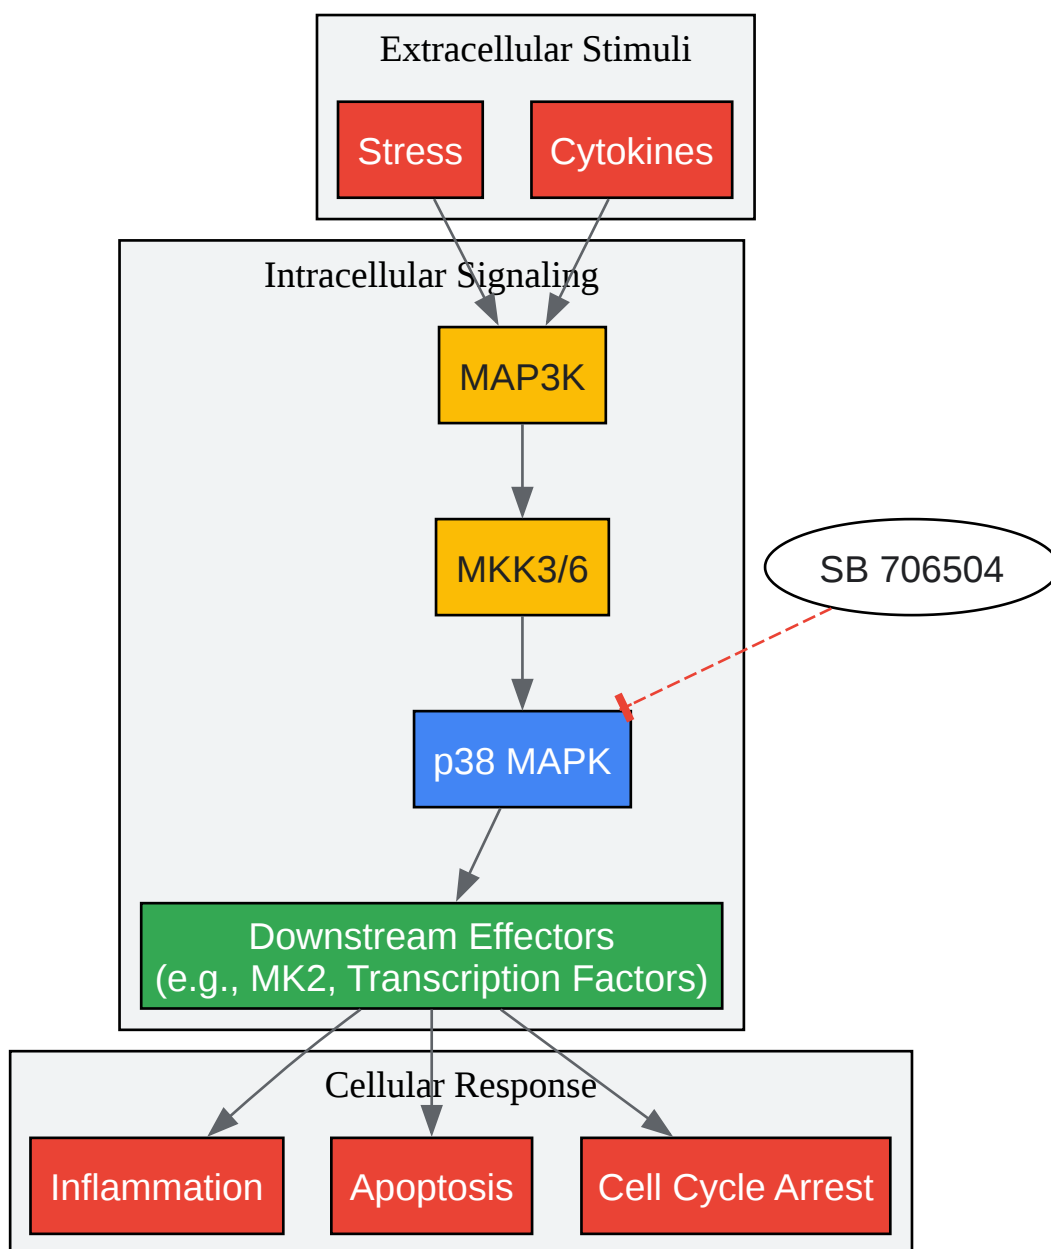 Extracellular Stimuli
Stress
Cytokines
Intracellular Signaling
MAP3K
MKK3/6
SB 706504
p38 MAPK
Downstream Effectors
(e.g., MK2, Transcription Factors)
Cellular Response
Inflammation
Apoptosis
Cell Cycle Arrest